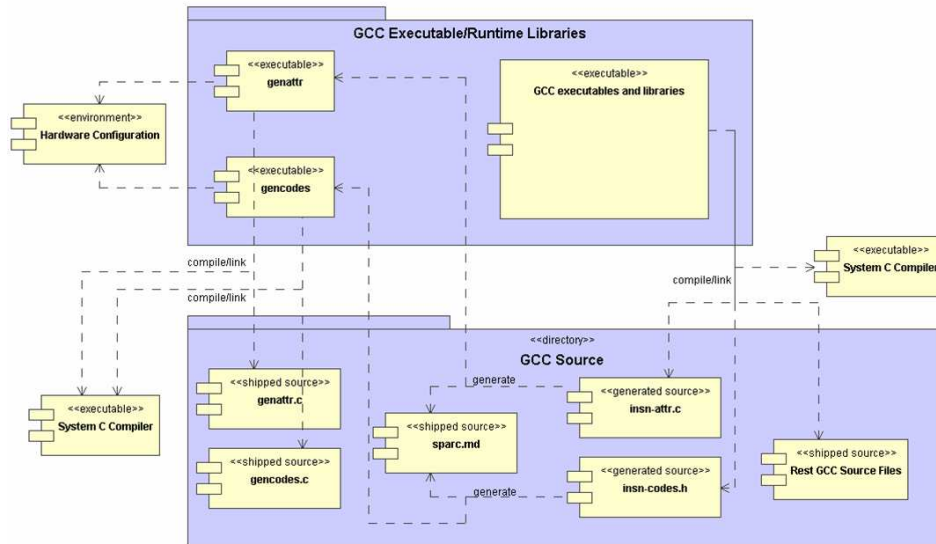 GCC Executable/Runtime Libraries
<<executable>>
genattr
<<executable>>
GCC executables and libraries
<<environment>>
Hardware Configuration
<<executable>>
gencodes
<<executable>>
System C Compiler
compile/link
compile/link
compile/link
<<directory>>
GCC Source
<<shipped source>>
genattr.c
generate
<<generated source>>
insn-attr.c
<<executable>>
System C Compiler
<<shipped source>>
sparc.md
<<shipped source>>
gencodes.c
generate
<<generated source>>
insn-codes.h
<<shipped source>>
Rest GCC Source Files